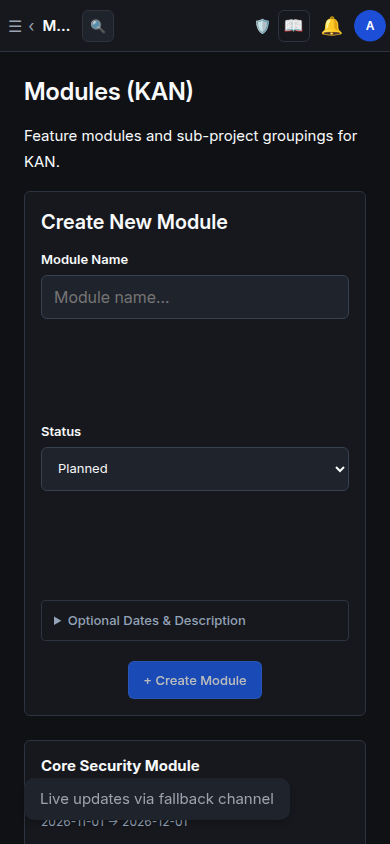 M...
A
Modules (KAN)
Feature modules and sub-project groupings for
KAN.
Create New Module
Module Name
Module name...
Status
Planned
Optional Dates & Description
+ Create Module
Core Security Module
Live updates via fallback channel
2026-11-01 → 2026-12-01